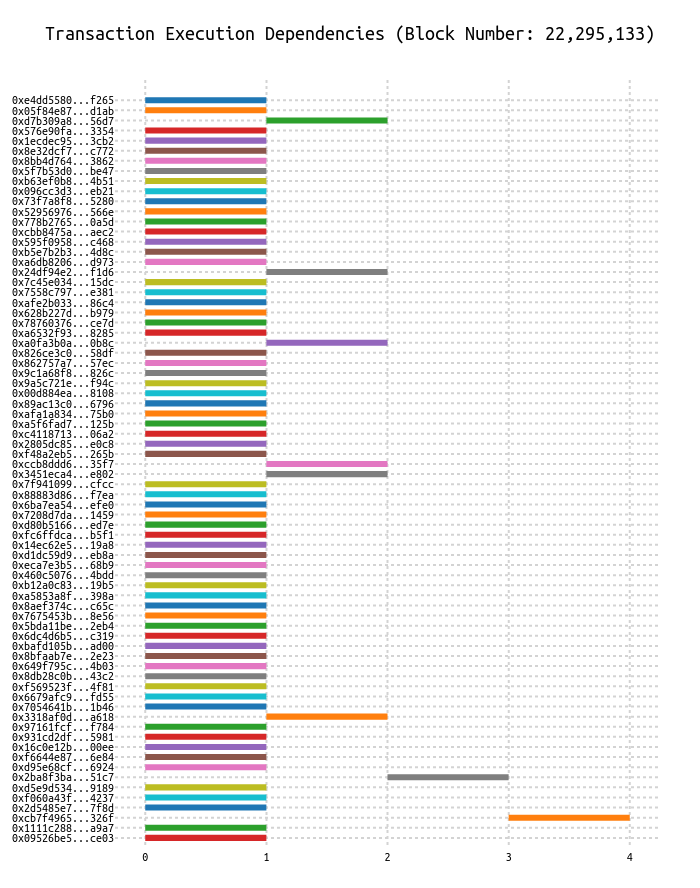 Transaction Execution Dependencies (Block Number: 22,295,133)
0xe4dd5580...f265
0x05f84e87...d1ab
0xd7b309a8...56d7
0x576e90fa...3354
0x1ecdec95...3cb2
0x8e32dcf7...c772
0x8bb4d764...3862
0x5f7b53d0...be47
0xb63ef0b8...4b51
0x096cc3d3...eb21
0x73f7a8f8...5280
0x52956976...566e
0x778b2765...0a5d
0xcbb8475a...aec2
0x595f0958...c468
0xb5e7b2b3...4d8c
0xa6db8206...d973
0x24df94e2...f1d6
0x7c45e034...15dc
0x7558c797...e381
0xafe2b033...86c4
0x628b227d...b979
0x78760376...ce7d
0xa6532f93...8285
0xa0fa3b0a...0b8c
0x826ce3c0...58df
0x862757a7...57ec
0x9c1a68f8...826c
0x9a5c721e...f94c
0x00d884ea...8108
0x89ac13c0...6796
0xafa1a834...75b0
0xa5f6fad7...125b
0xc4118713...06a2
0x2805dc85...e0c8
0xf48a2eb5...265b
0xccb8ddd6...35f7
0x3451eca4...e802
0x7f941099...cfcc
0x88883d86...f7ea
0x6ba7ea54...efe0
0x7208d7da...1459
0xd80b5166...ed7e
0xfc6ffdca...b5f1
0x14ec62e5...19a8
0xd1dc59d9...eb8a
0xeca7e3b5...68b9
0x460c5076...4bdd
0xb12a0c83...19b5
0xa5853a8f...398a
0x8aef374c...c65c
0x7675453b...8e56
0x5bda11be...2eb4
0x6dc4d6b5...c319
0xbafd105b...ad00
0x8bfaab7e...2e23
0x649f795c...4b03
0x8db28c0b...43c2
0xf569523f...4f81
0x6679afc9...fd55
0x7054641b...1b46
0x3318af0d...a618
0x97161fcf...f784
0x931cd2df...5981
0x16c0e12b...00ee
0xf6644e87...6e84
0xd95e68cf...6924
0x2ba8f3ba...51c7
0xd5e9d534...9189
0xf060a43f...4237
0x2d5485e7...7f8d
0xcb7f4965...326f
0x1111c288...a9a7
0x09526be5...ce03
0 1 2 3 4